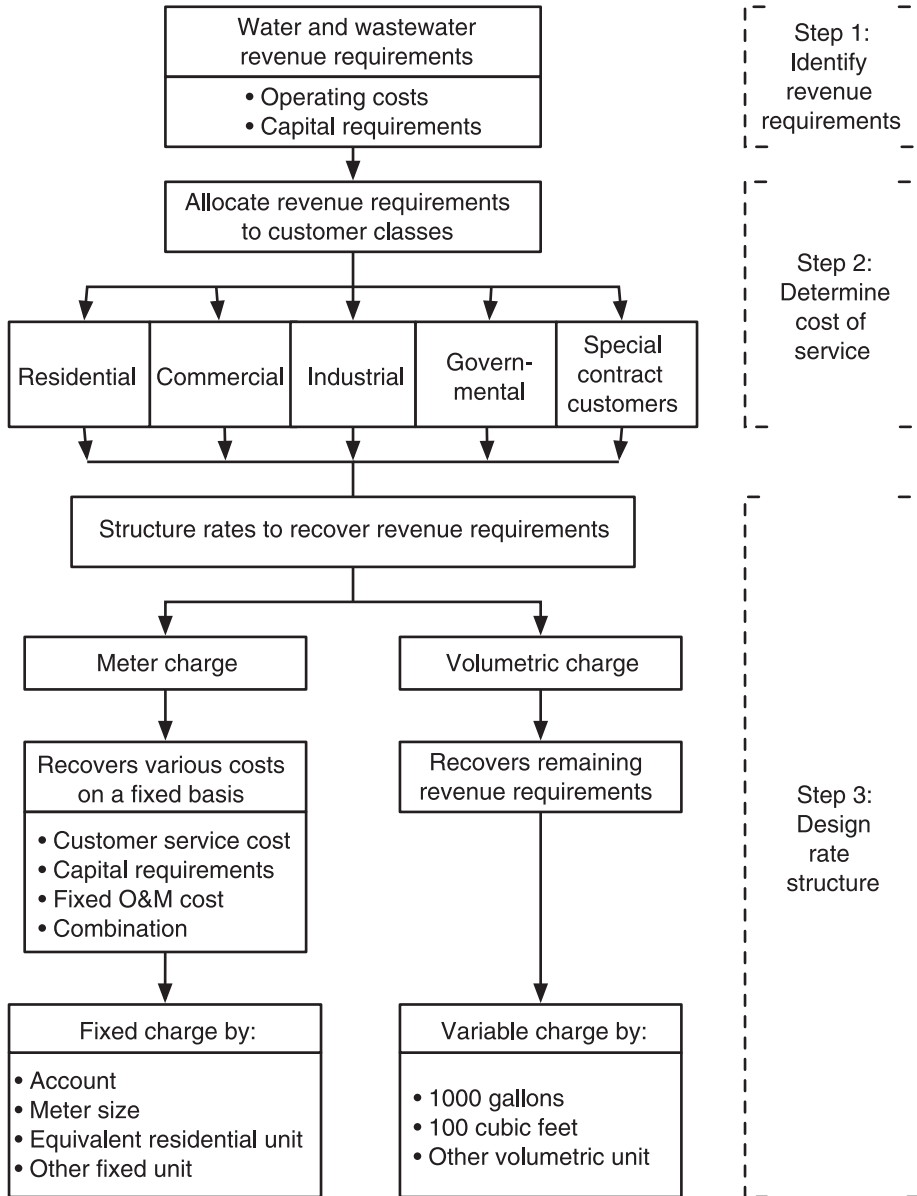 Water and wastewater
revenue requirements
• Operating costs
• Capital requirements
Step 1:
Identify
revenue
requirements
Allocate revenue requirements
to customer classes
Step 2:
Determine
cost of
service
Residential
Commercial
Industrial
Govern-
mental
Special
contract
customers
Structure rates to recover revenue requirements
Meter charge
Volumetric charge
Recovers various costs
on a fixed basis
• Customer service cost
• Capital requirements
• Fixed O&M cost
• Combination
Recovers remaining
revenue requirements
Step 3:
Design
rate
structure
Fixed charge by:
• Account
• Meter size
• Equivalent residential unit
• Other fixed unit
Variable charge by:
• 1000 gallons
• 100 cubic feet
• Other volumetric unit